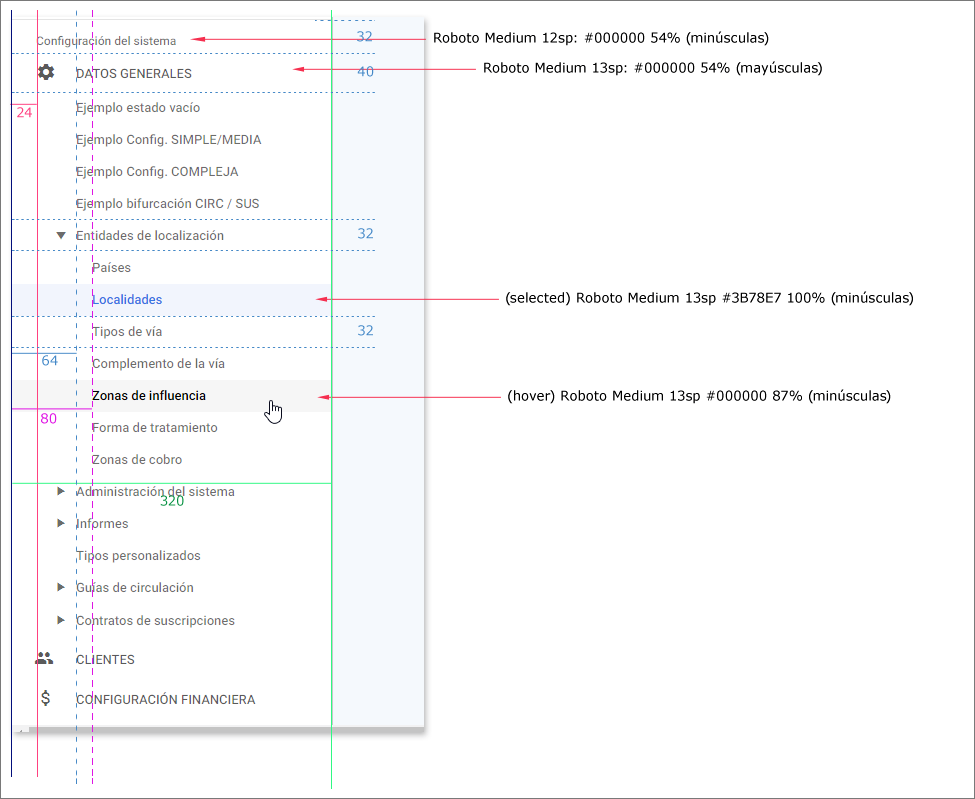 Configuración del sistema
32
Roboto Medium 12sp: #000000 54% (minúsculas)
DATOS GENERALES
40
Roboto Medium 13sp: #000000 54% (mayúsculas)
24
Ejemplo estado vacío
Ejemplo Config. SIMPLE/MEDIA
Ejemplo Config. COMPLEJA
Ejemplo bifurcación CIRC / SUS
Entidades de localización
32
Países
Localidades
(selected) Roboto Medium 13sp #3B78E7 100% (minúsculas)
Tipos de vía
32
64
Complemento de la vía
Zonas de influencia
(hover) Roboto Medium 13sp #000000 87% (minúsculas)
80
Forma de tratamiento
Zonas de cobro
Administración del sistema
320
Informes
Tipos personalizados
Guías de circulación
Contratos de suscripciones
CLIENTES
$ CONFIGURACIÓN FINANCIERA